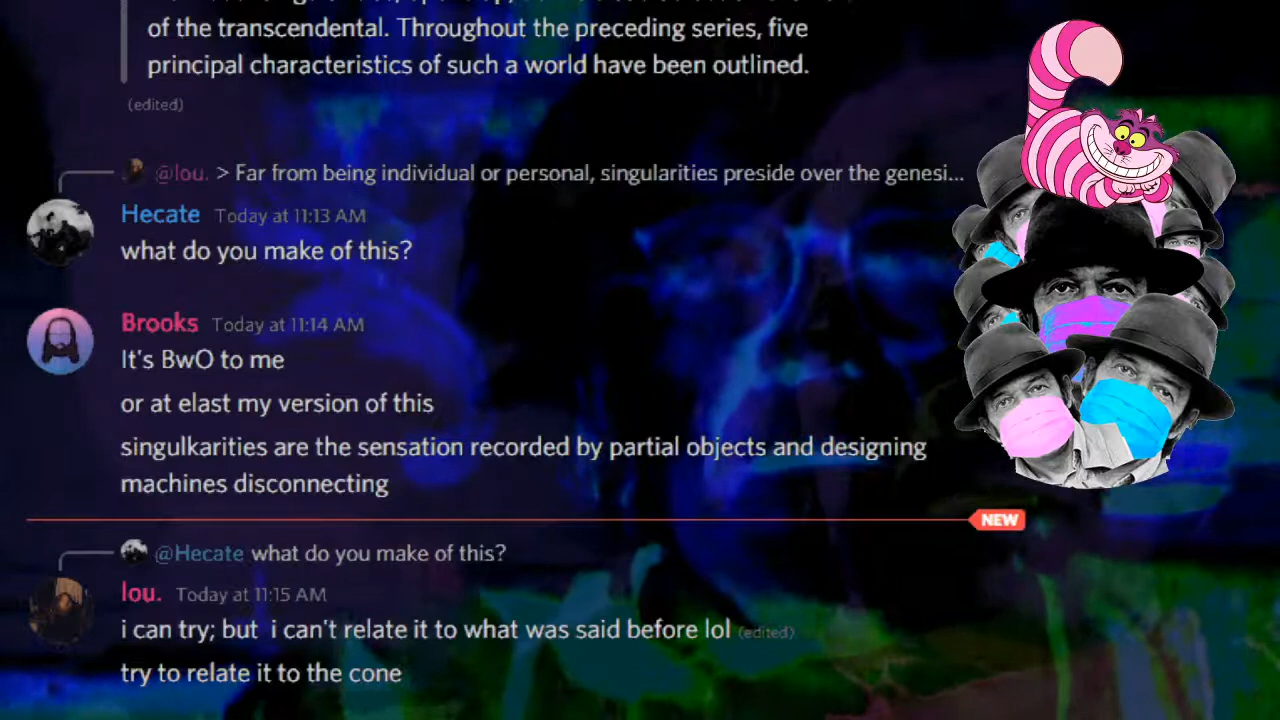 of the transcendental. Throughout the preceding series, five
principal characteristics of such a world have been outlined.
(edited)
@lou. > Far from being individual or personal, singularities preside over the genesi...
Hecate Today at 11:13 AM
what do you make of this?
Brooks Today at 11:14 AM
It's BwO to me
or at elast my version of this
singulkarities are the sensation recorded by partial objects and designing
machines disconnecting
NEW
@Hecate what do you make of this?
lou. Today at 11:15 AM
i can try; but i can't relate it to what was said before lol (edited)
try to relate it to the cone